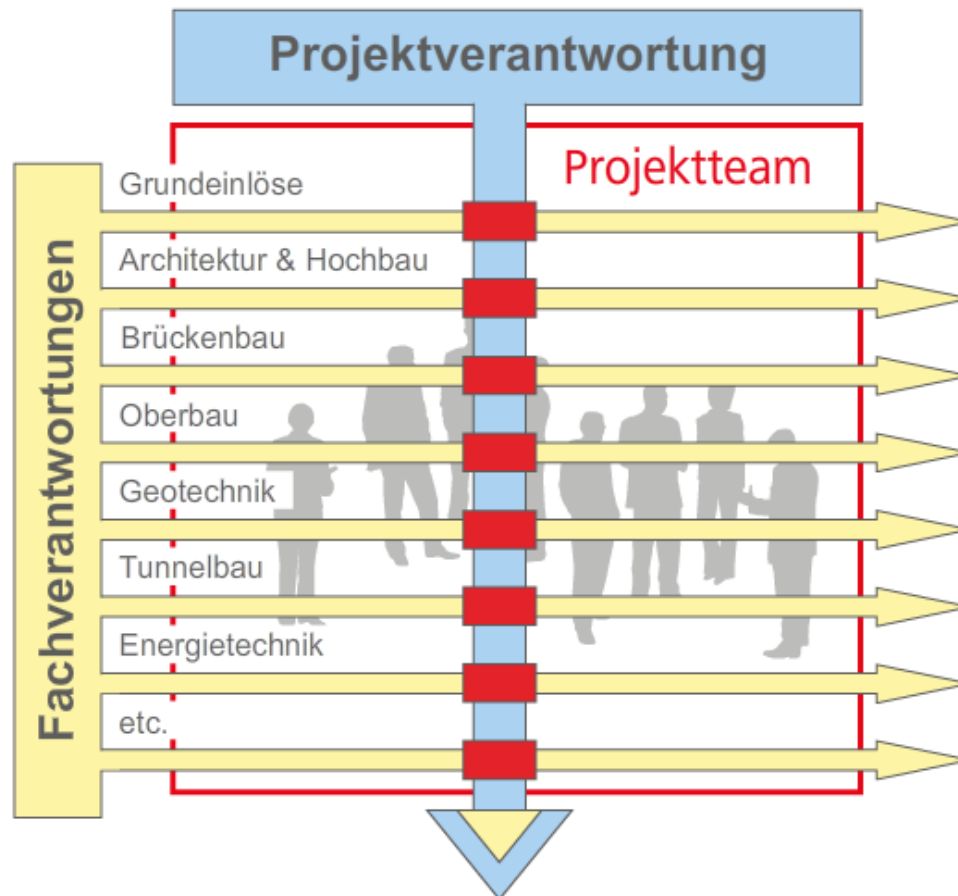 Projektverantwortung
Projektteam
Fachverantwortungen
Grundeinlöse
Architektur & Hochbau
Brückenbau
Oberbau
Geotechnik
Tunnelbau
Energietechnik
etc.